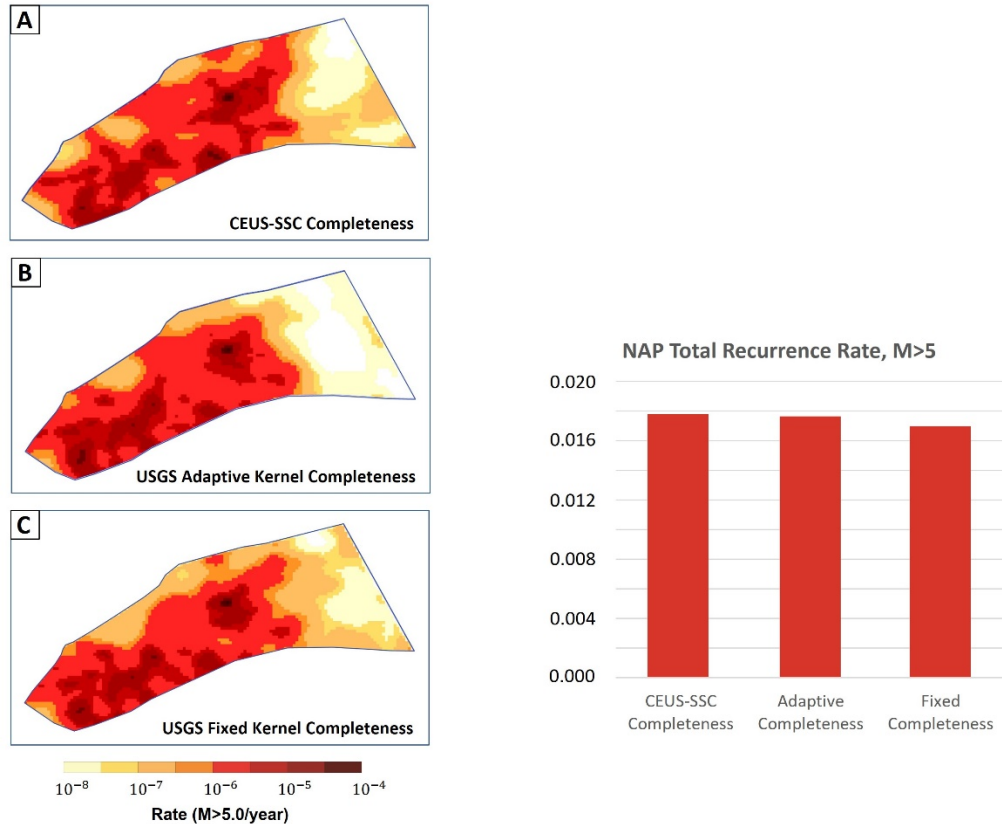 A
CEUS-SSC Completeness
B
USGS Adaptive Kernel Completeness
C
USGS Fixed Kernel Completeness
10⁻⁸ 10⁻⁷ 10⁻⁶ 10⁻⁵ 10⁻⁴
Rate (M>5.0/year)
NAP Total Recurrence Rate, M>5
0.020
0.016
0.012
0.008
0.004
0.000
CEUS-SSC Adaptive Fixed
Completeness Completeness Completeness